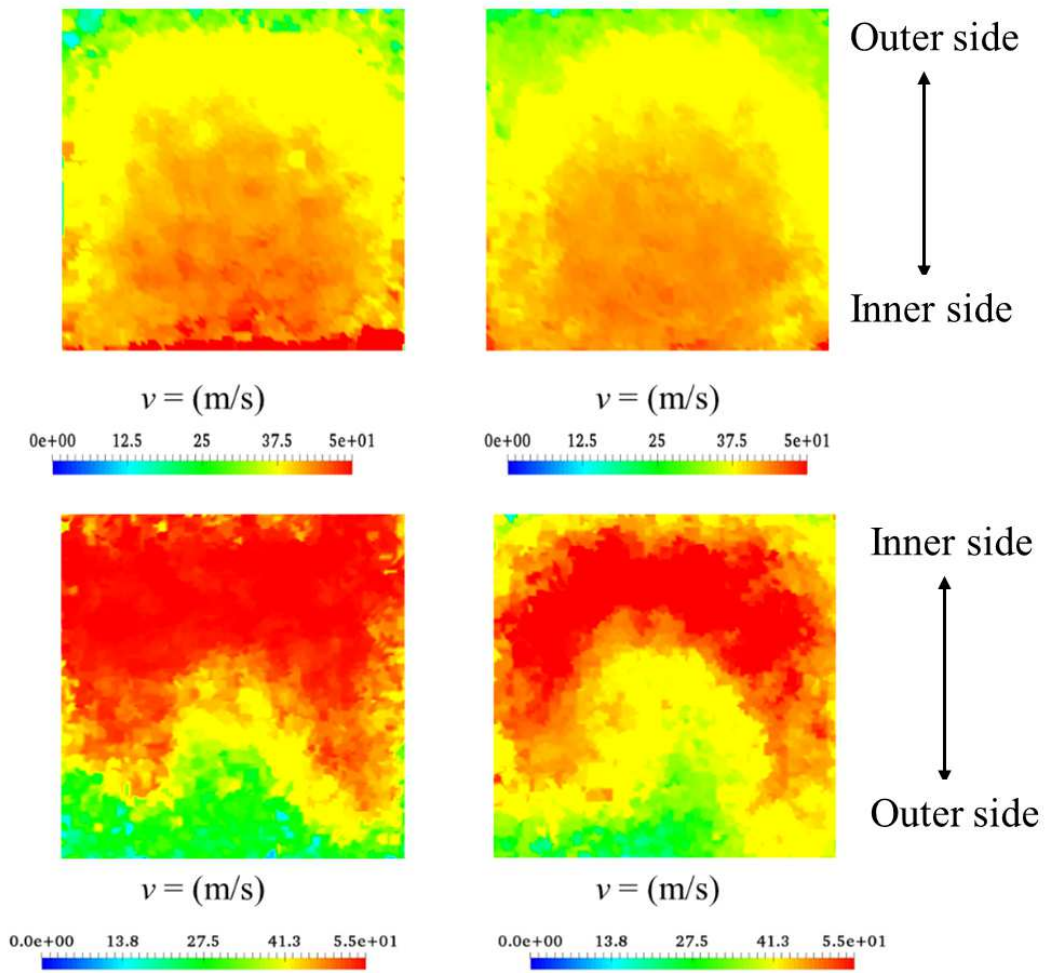 Outer side
Inner side
v = (m/s)
v = (m/s)
0e+00 12.5 25 37.5 5e+01
0e+00 12.5 25 37.5 5e+01
Inner side
Outer side
v = (m/s)
v = (m/s)
0.0e+00 13.8 27.5 41.3 5.5e+01
0.0e+00 13.8 27.5 41.3 5.5e+01